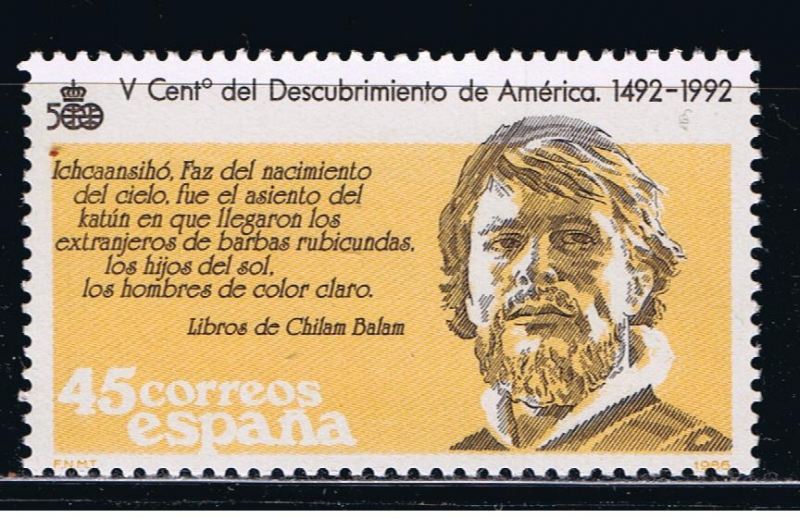 V Centº del Descubrimiento de América. 1492-1992
500
Ichcaansihó, Faz del nacimiento
del cielo, fue el asiento del
katún en que llegaron los
extranjeros de barbas rubicundas,
los hijos del sol,
los hombres de color claro.
Libros de Chilam Balam
45 correos
españa
F.N.M.T.
1986